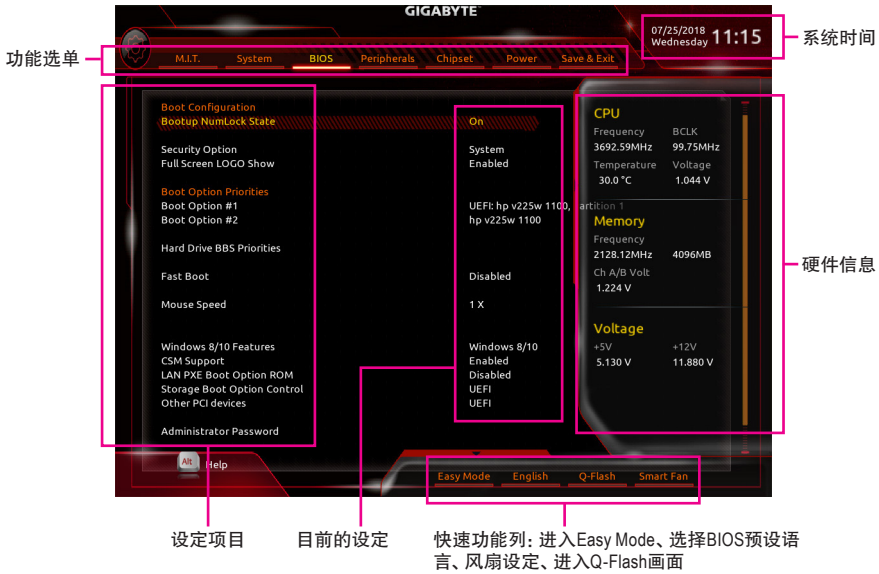 GIGABYTE™
07/25/2018
Wednesday
11:15
系统时间
功能选单
M.I.T. System BIOS Peripherals Chipset Power Save & Exit
Boot Configuration
Bootup NumLock State On
Security Option System
Full Screen LOGO Show Enabled
Boot Option Priorities
Boot Option #1 UEFI: hp v225w 1100, Partition 1
Boot Option #2 hp v225w 1100
Hard Drive BBS Priorities
Fast Boot Disabled
Mouse Speed 1 X
Windows 8/10 Features Windows 8/10
CSM Support Enabled
LAN PXE Boot Option ROM Disabled
Storage Boot Option Control UEFI
Other PCI devices UEFI
Administrator Password
CPU
Frequency BCLK
3692.59MHz 99.75MHz
Temperature Voltage
30.0 °C 1.044 V
Memory
Frequency
2128.12MHz 4096MB
Ch A/B Volt
1.224 V
Voltage
+5V +12V
5.130 V 11.880 V
硬件信息
Alt Help
Easy Mode English Q-Flash Smart Fan
设定项目
目前的设定
快速功能列: 进入Easy Mode、选择BIOS预设语
言、风扇设定、进入Q-Flash画面